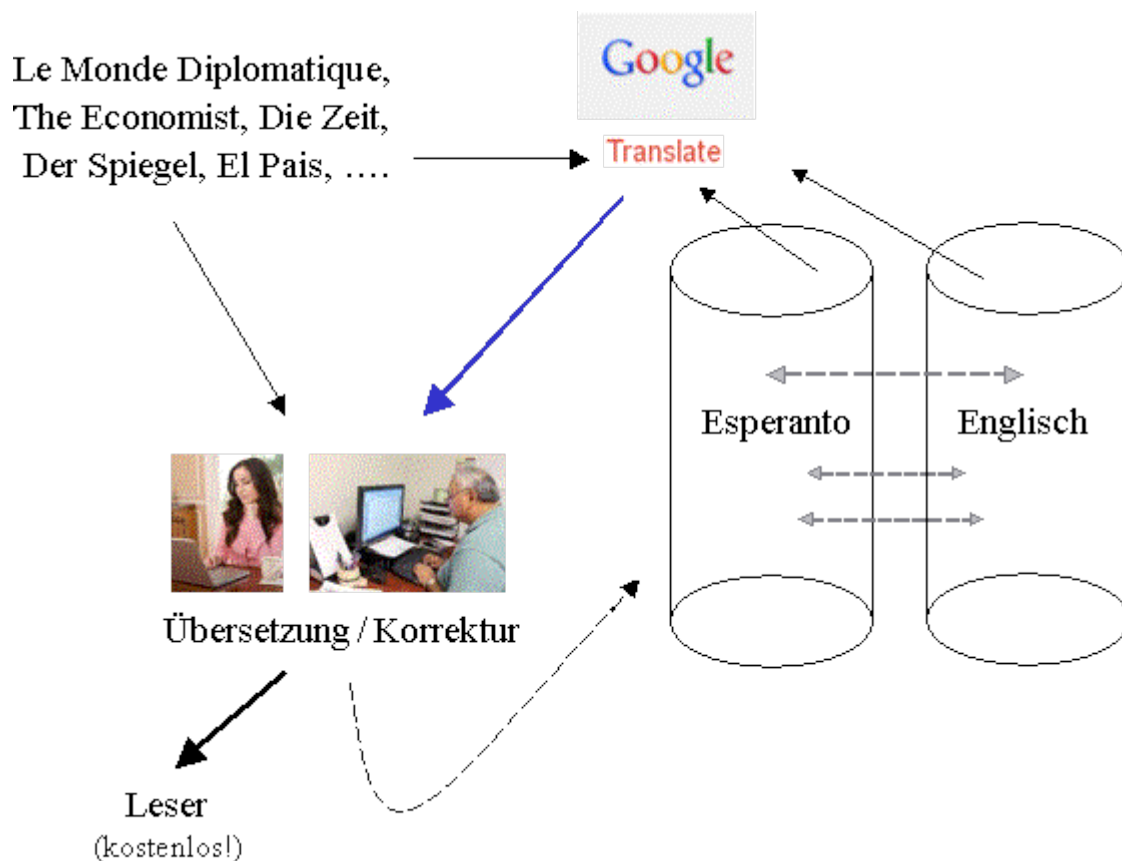 Le Monde Diplomatique,
The Economist, Die Zeit,
Der Spiegel, El Pais, ….
Google
Translate
Esperanto
Englisch
Übersetzung / Korrektur
Leser
(kostenlos!)